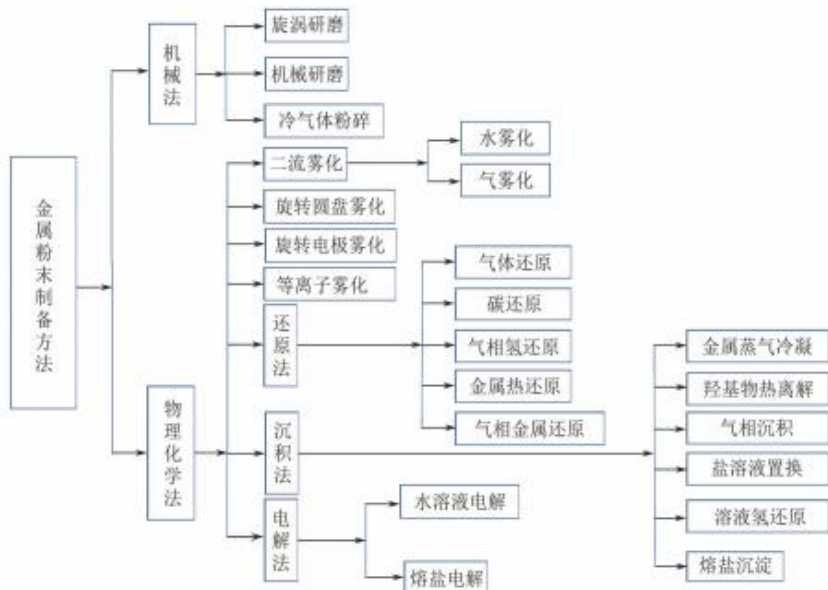 金属粉末制备方法
机械法
旋涡研磨
机械研磨
冷气体粉碎
物理化学法
二流雾化
水雾化
气雾化
旋转圆盘雾化
旋转电极雾化
等离子雾化
还原法
气体还原
碳还原
气相氢还原
金属热还原
气相金属还原
沉积法
金属蒸气冷凝
羟基物热离解
气相沉积
盐溶液置换
溶液氢还原
熔盐沉淀
电解法
水溶液电解
熔盐电解